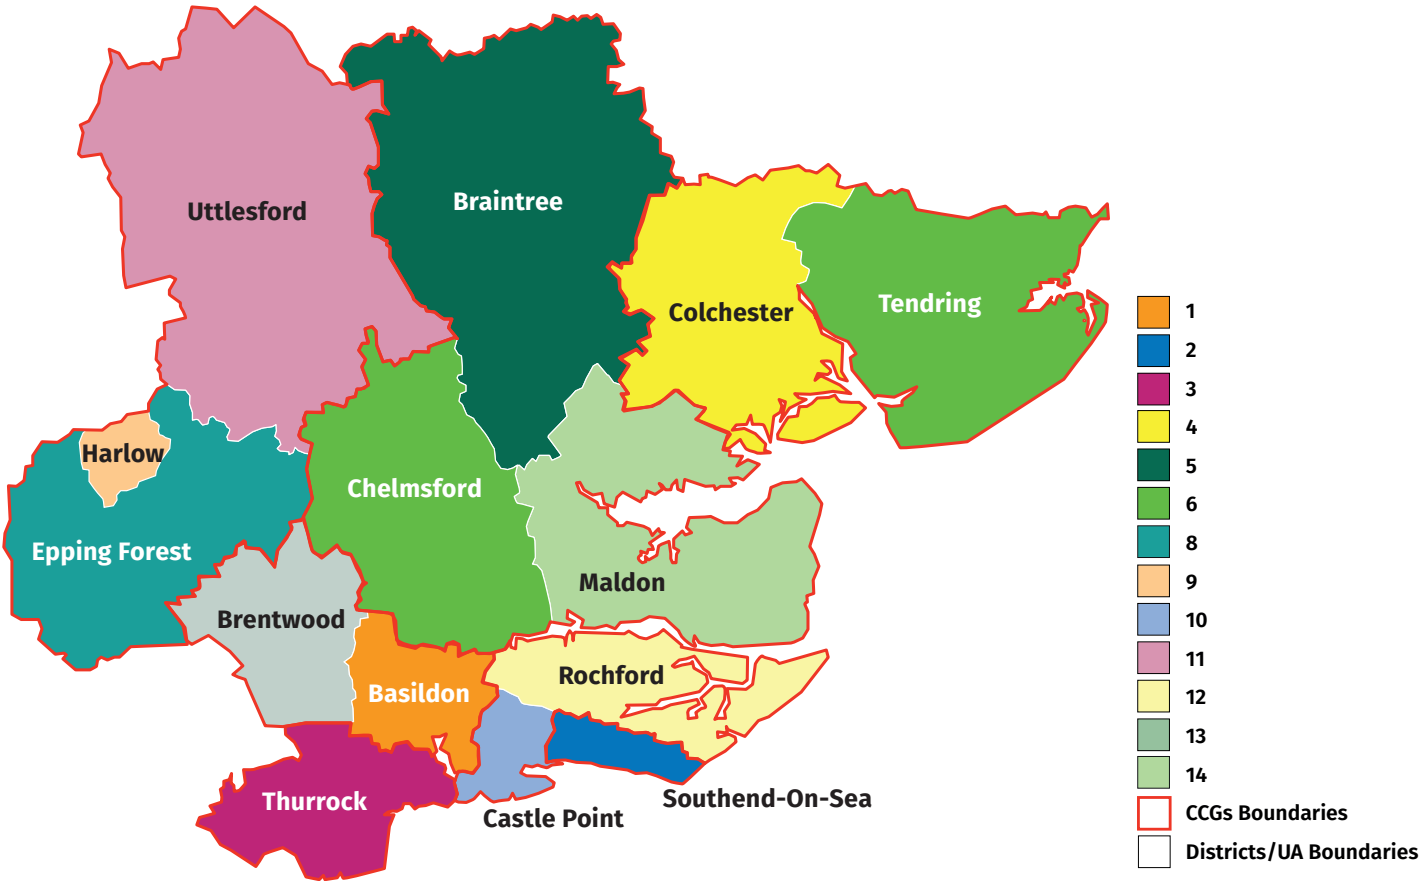 Uttlesford
Braintree
Colchester
Tendring
Harlow
Chelmsford
Epping Forest
Maldon
Brentwood
Rochford
Basildon
Thurrock
Southend-On-Sea
Castle Point
1
2
3
4
5
6
8
9
10
11
12
13
14
CCGs Boundaries
Districts/UA Boundaries